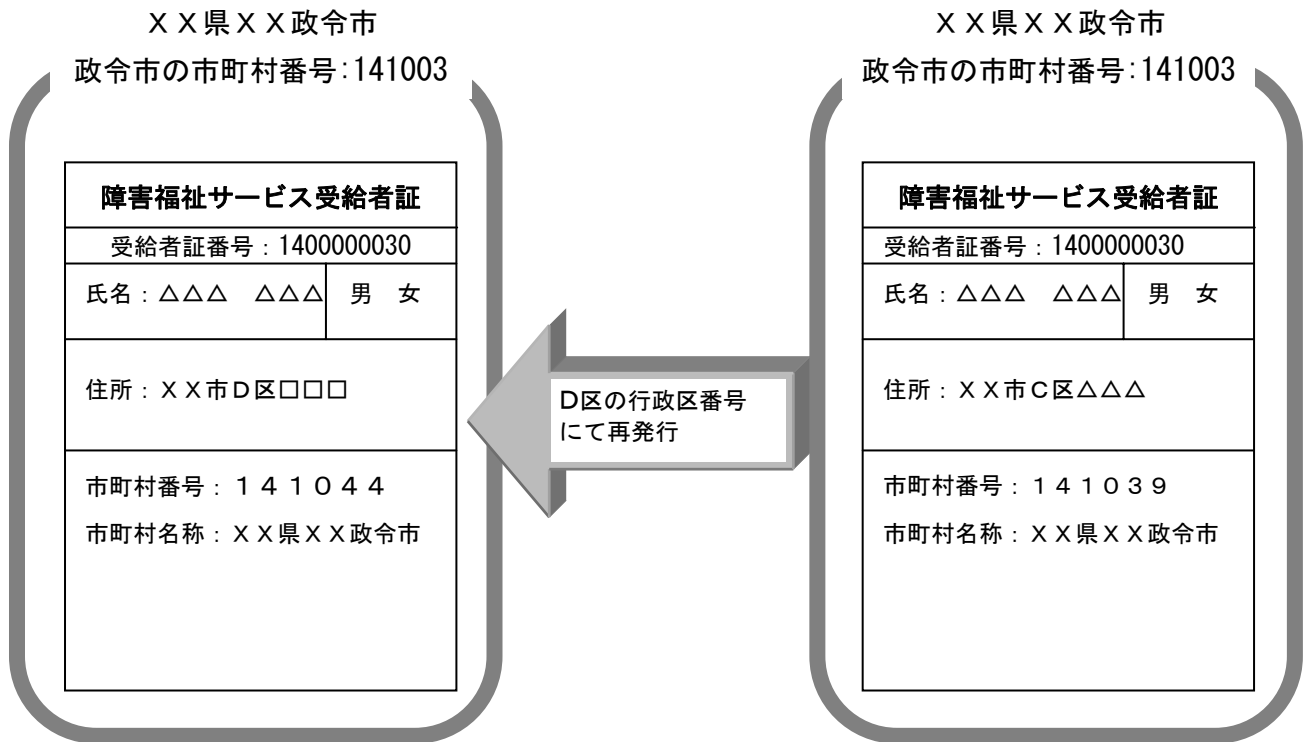 ＸＸ県ＸＸ政令市
政令市の市町村番号:141003
障害福祉サービス受給者証
受給者証番号：1400000030
氏名：△△△　△△△　男　女
住所：ＸＸ市Ｄ区□□□
市町村番号：１４１０４４
市町村名称：ＸＸ県ＸＸ政令市
D区の行政区番号
にて再発行
ＸＸ県ＸＸ政令市
政令市の市町村番号:141003
障害福祉サービス受給者証
受給者証番号：1400000030
氏名：△△△　△△△　男　女
住所：ＸＸ市Ｃ区△△△
市町村番号：１４１０３９
市町村名称：ＸＸ県ＸＸ政令市